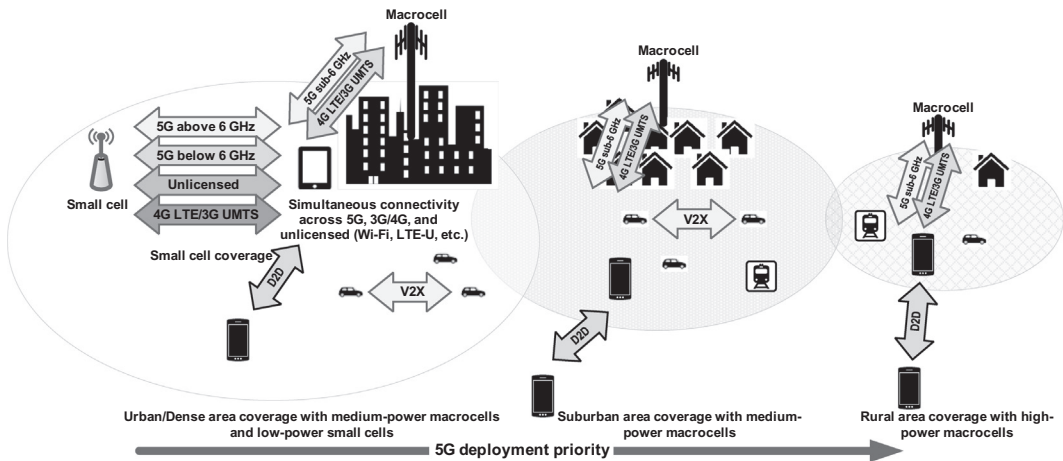 Macrocell
5G sub-6 GHz
4G LTE/3G UMTS
5G above 6 GHz
5G below 6 GHz
Unlicensed
4G LTE/3G UMTS
Small cell
Simultaneous connectivity
across 5G, 3G/4G, and
unlicensed (Wi-Fi, LTE-U, etc.)
Small cell coverage
D2D
V2X
Macrocell
5G sub-6 GHz
4G LTE/3G UMTS
V2X
D2D
Macrocell
5G sub-6 GHz
4G LTE/3G UMTS
D2D
Urban/Dense area coverage with medium-power macrocells
and low-power small cells
Suburban area coverage with medium-
power macrocells
Rural area coverage with high-
power macrocells
5G deployment priority